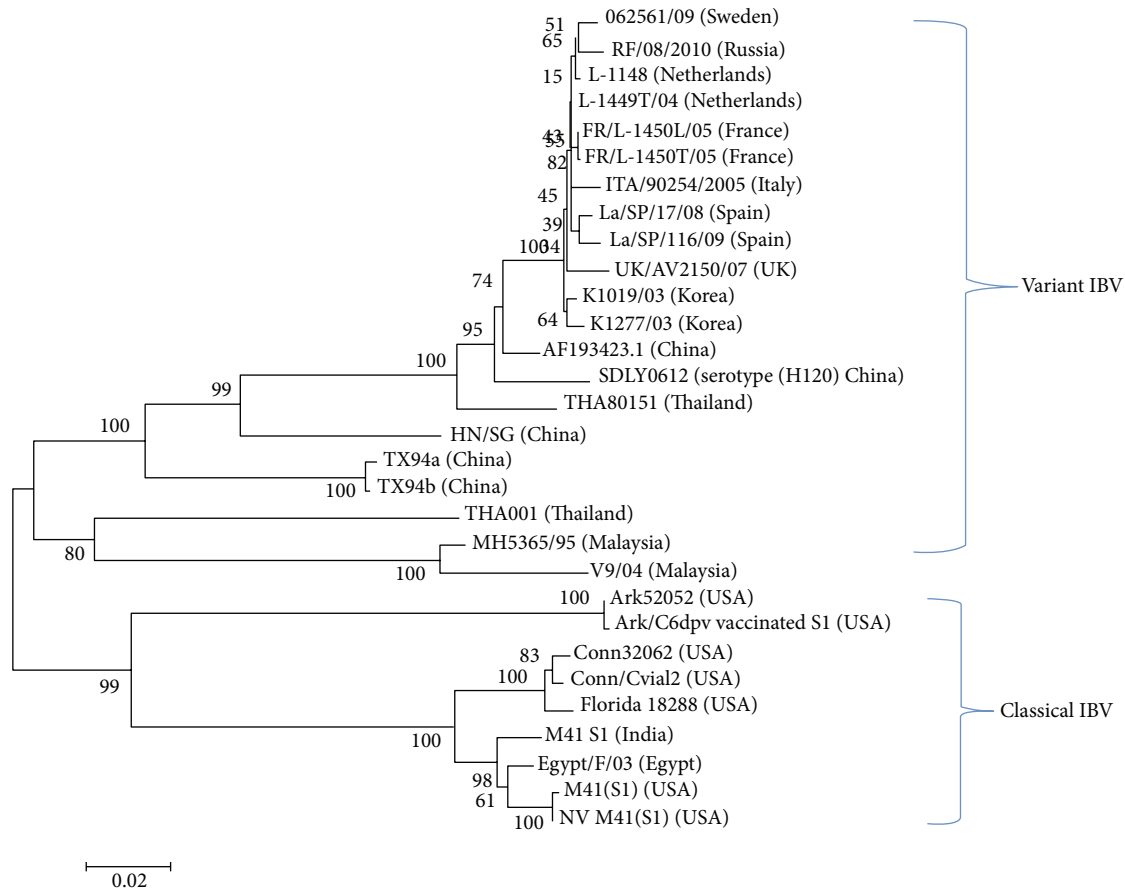 062561/09 (Sweden)
51
65
RF/08/2010 (Russia)
15
L-1148 (Netherlands)
L-1449T/04 (Netherlands)
FR/L-1450L/05 (France)
43
55
FR/L-1450T/05 (France)
82
ITA/90254/2005 (Italy)
45
La/SP/17/08 (Spain)
39
La/SP/116/09 (Spain)
100
34
UK/AV2150/07 (UK)
74
Variant IBV
K1019/03 (Korea)
64
K1277/03 (Korea)
95
AF193423.1 (China)
100
SDLY0612 (serotype (H120) China)
99
THA80151 (Thailand)
100
HN/SG (China)
TX94a (China)
100
TX94b (China)
THA001 (Thailand)
80
MH5365/95 (Malaysia)
100
V9/04 (Malaysia)
100
Ark52052 (USA)
Ark/C6dpv vaccinated S1 (USA)
83
Conn32062 (USA)
100
Conn/Cvial2 (USA)
99
Florida 18288 (USA)
Classical IBV
100
M41 S1 (India)
Egypt/F/03 (Egypt)
98
61
M41(S1) (USA)
100
NV M41(S1) (USA)
0.02